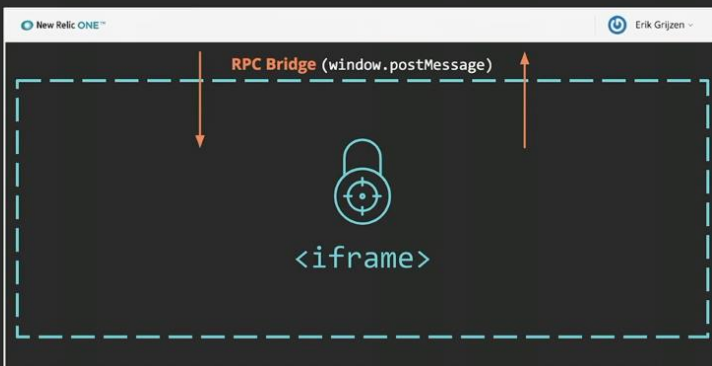 New Relic ONE™
Erik Grijzen
RPC Bridge (window.postMessage)
<iframe>